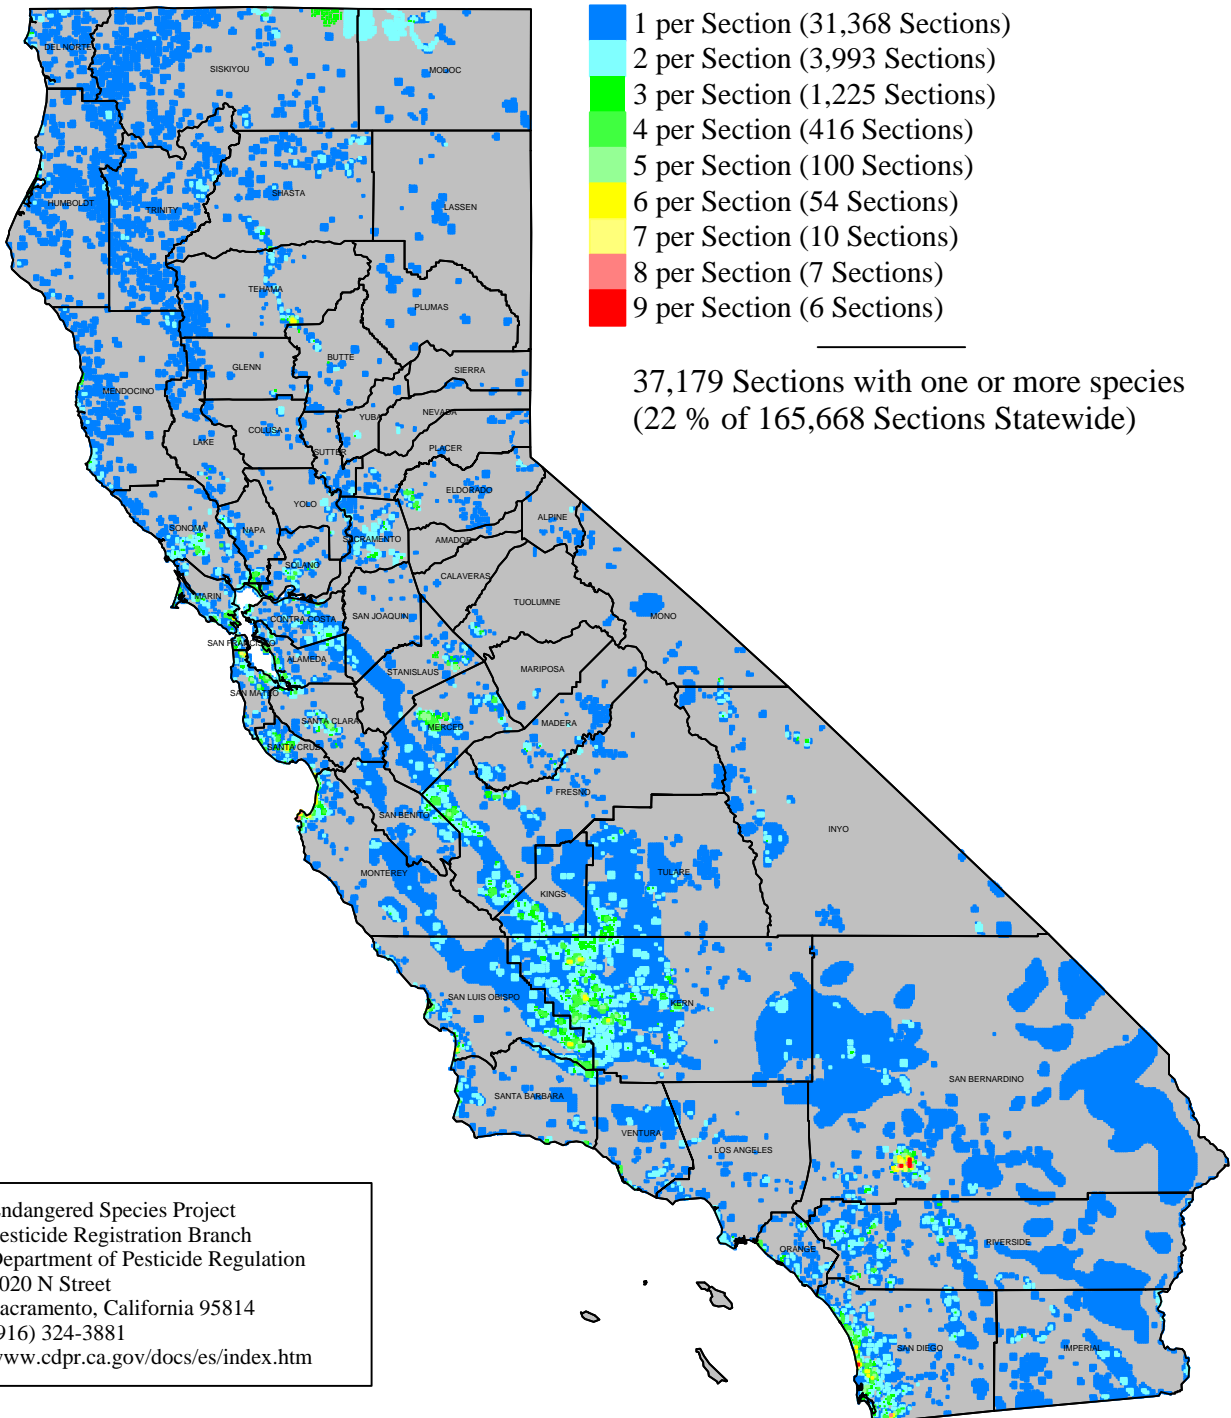 1 per Section (31,368 Sections)
2 per Section (3,993 Sections)
3 per Section (1,225 Sections)
4 per Section (416 Sections)
5 per Section (100 Sections)
6 per Section (54 Sections)
7 per Section (10 Sections)
8 per Section (7 Sections)
9 per Section (6 Sections)
37,179 Sections with one or more species
(22 % of 165,668 Sections Statewide)
DEL NORTE
SISKIYOU
MODOC
HUMBOLDT
TRINITY
SHASTA
LASSEN
TEHAMA
PLUMAS
MENDOCINO
GLENN
BUTTE
SIERRA
LAKE
COLUSA
SUTTER
YUBA
NEVADA
PLACER
SONOMA
NAPA
YOLO
ELDORADO
SACRAMENTO
ALPINE
AMADOR
SOLANO
MARIN
CALAVERAS
CONTRA COSTA
SAN JOAQUIN
TUOLUMNE
MONO
SAN FRANCISCO
ALAMEDA
STANISLAUS
MARIPOSA
SAN MATEO
SANTA CLARA
MERCED
MADERA
SANTA CRUZ
SAN BENITO
FRESNO
INYO
MONTEREY
KINGS
TULARE
SAN LUIS OBISPO
KERN
SAN BERNARDINO
SANTA BARBARA
VENTURA
LOS ANGELES
ORANGE
RIVERSIDE
SAN DIEGO
IMPERIAL
ndangered Species Project
esticide Registration Branch
Department of Pesticide Regulation
020 N Street
acramento, California 95814
916) 324-3881
www.cdpr.ca.gov/docs/es/index.htm